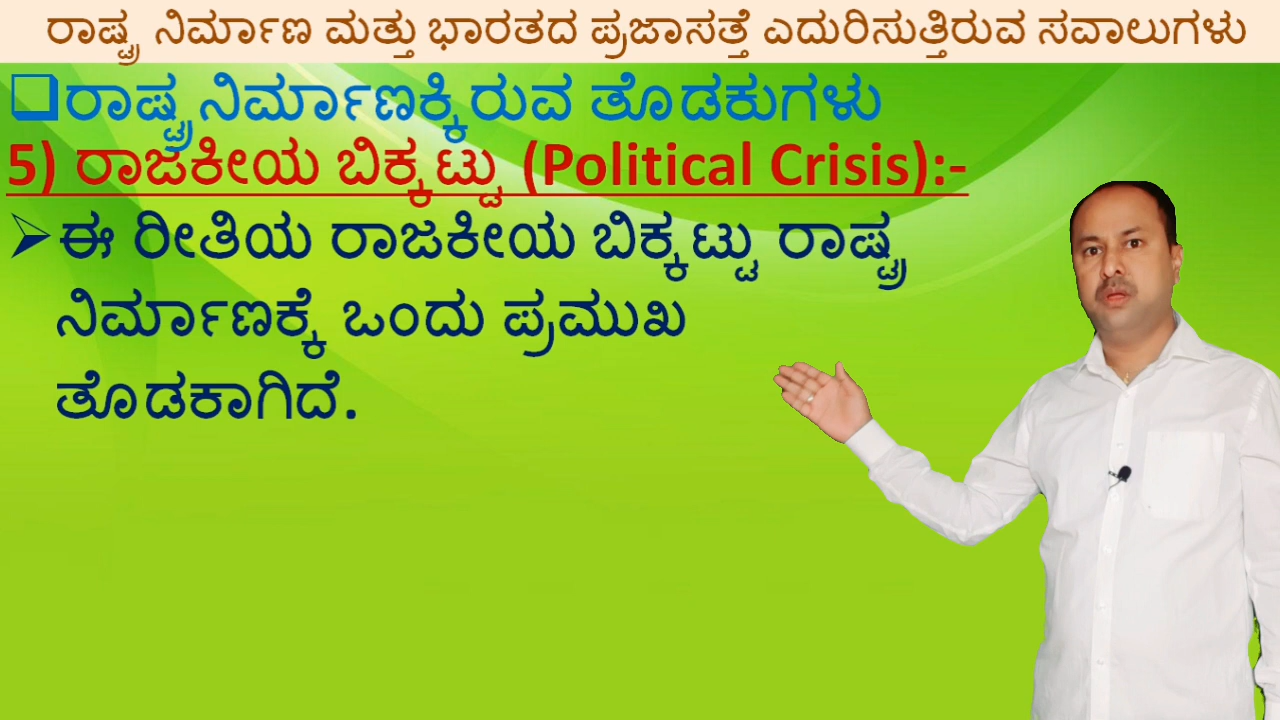 ರಾಷ್ಟ್ರ ನಿರ್ಮಾಣ ಮತ್ತು ಭಾರತದ ಪ್ರಜಾಸತ್ತೆ ಎದುರಿಸುತ್ತಿರುವ ಸವಾಲುಗಳು
ರಾಷ್ಟ್ರನಿರ್ಮಾಣಕ್ಕಿರುವ ತೊಡಕುಗಳು
5) ರಾಜಕೀಯ ಬಿಕ್ಕಟ್ಟು (Political Crisis):-
ಈ ರೀತಿಯ ರಾಜಕೀಯ ಬಿಕ್ಕಟ್ಟು ರಾಷ್ಟ್ರ
ನಿರ್ಮಾಣಕ್ಕೆ ಒಂದು ಪ್ರಮುಖ
ತೊಡಕಾಗಿದೆ.